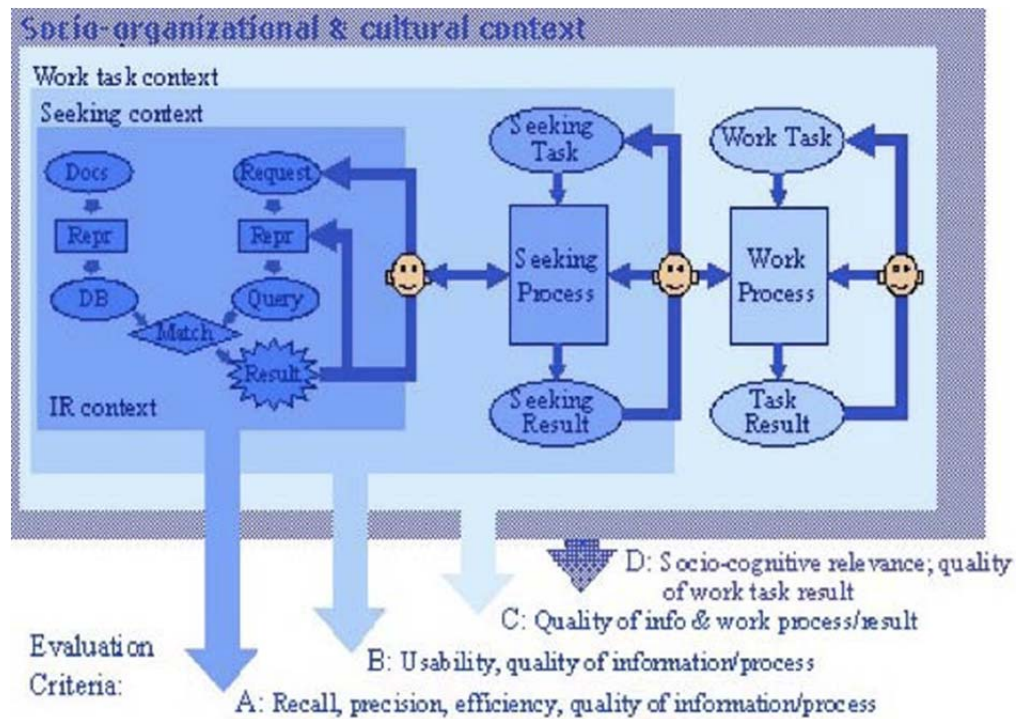 Socio-organizational & cultural context
Work task context
Seeking context
Docs
Request
Seeking
Task
Work Task
Repr
Repr
Seeking
Process
Work
Process
DB
Query
Match
Result
Seeking
Result
Task
Result
IR context
D: Socio-cognitive relevance; quality
of work task result
C: Quality of info & work process/result
Evaluation
Criteria:
B: Usability, quality of information/process
A: Recall, precision, efficiency, quality of information/process